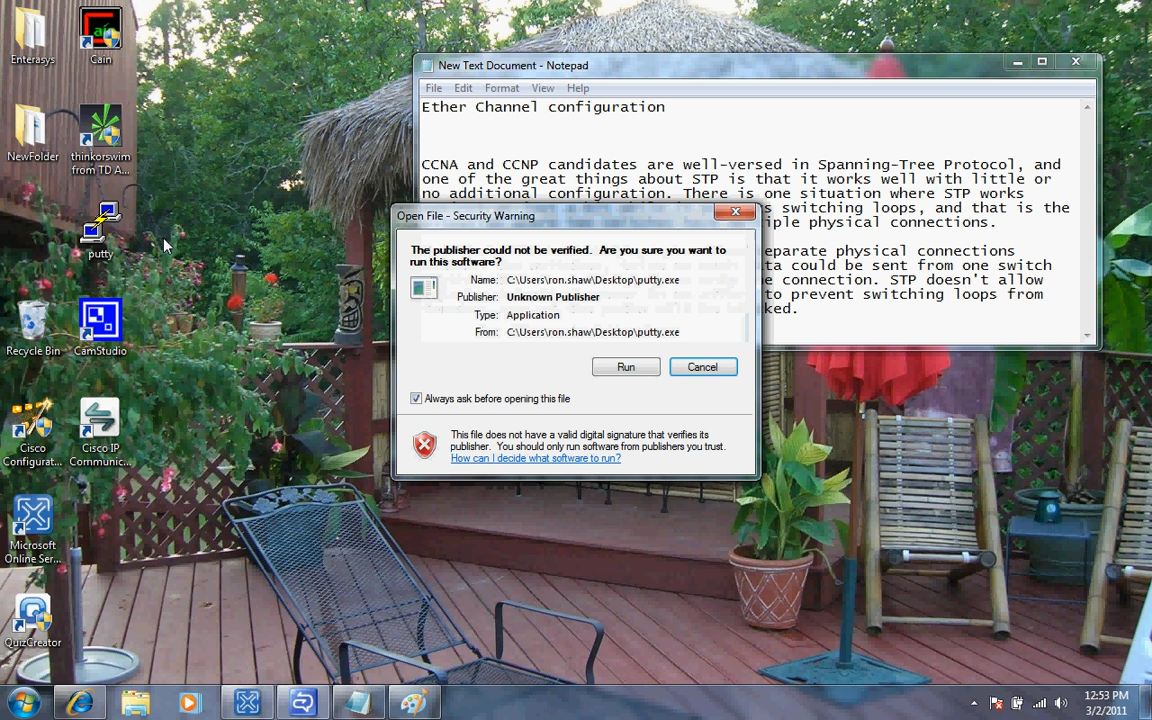 Enterasys
Cain
NewFolder
thinkorswim
from TD A...
putty
Recycle Bin
CamStudio
Cisco
Configurat...
Cisco IP
Communic...
Microsoft
Online Ser...
QuizCreator
New Text Document - Notepad
File Edit Format View Help
Ether Channel configuration
CCNA and CCNP candidates are well-versed in Spanning-Tree Protocol, and
one of the great things about STP is that it works well with little or
no additional configuration. There is one situation where STP works
s switching loops, and that is the
iple physical connections.
eparate physical connections
ta could be sent from one switch
e connection. STP doesn't allow
to prevent switching loops from
ked.
Open File - Security Warning
The publisher could not be verified. Are you sure you want to
run this software?
Name: C:\Users\ron.shaw\Desktop\putty.exe
Publisher: Unknown Publisher
Type: Application
From: C:\Users\ron.shaw\Desktop\putty.exe
Run Cancel
Always ask before opening this file
This file does not have a valid digital signature that verifies its
publisher. You should only run software from publishers you trust.
How can I decide what software to run?
12:53 PM
3/2/2011